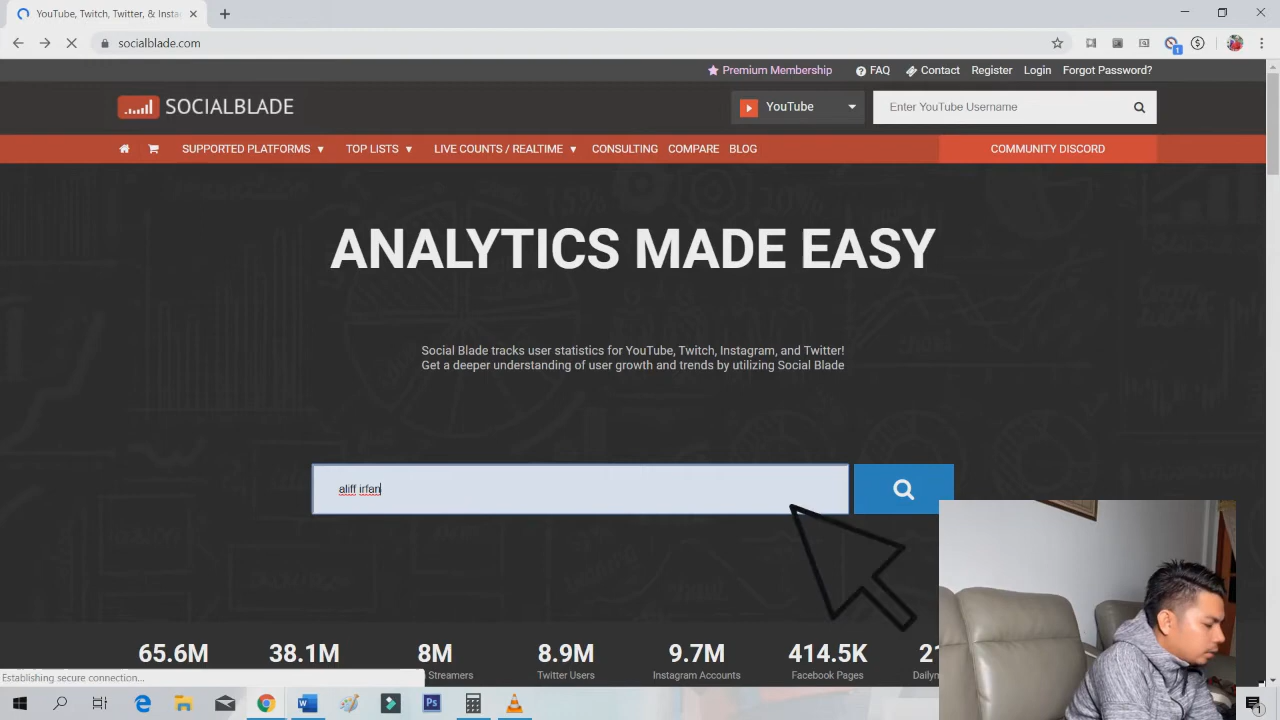 YouTube, Twitch, Twitter, & Insta
socialblade.com
1
Premium Membership
FAQ
Contact
Register
Login
Forgot Password?
SOCIALBLADE
YouTube
Enter YouTube Username
SUPPORTED PLATFORMS
TOP LISTS
LIVE COUNTS / REALTIME
CONSULTING
COMPARE
BLOG
COMMUNITY DISCORD
ANALYTICS MADE EASY
Social Blade tracks user statistics for YouTube, Twitch, Instagram, and Twitter!
Get a deeper understanding of user growth and trends by utilizing Social Blade
aliff irfan
65.6M
38.1M
8M
8.9M
9.7M
414.5K
Streamers
Twitter Users
Instagram Accounts
Facebook Pages
Establishing secure connection...
W
Ps
1